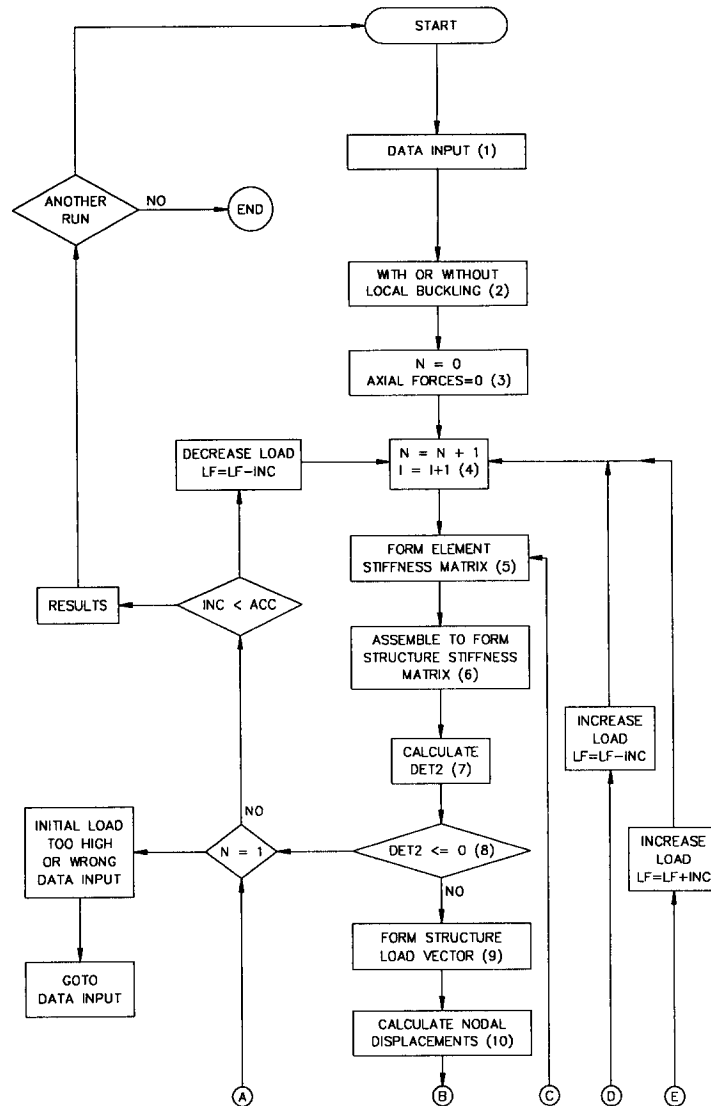 START
DATA INPUT (1)
ANOTHER
RUN
NO
END
WITH OR WITHOUT
LOCAL BUCKLING (2)
N = 0
AXIAL FORCES=0 (3)
DECREASE LOAD
LF=LF-INC
N = N + 1
I = I+1 (4)
FORM ELEMENT
STIFFNESS MATRIX (5)
RESULTS
INC < ACC
ASSEMBLE TO FORM
STRUCTURE STIFFNESS
MATRIX (6)
INCREASE
LOAD
LF=LF-INC
CALCULATE
DET2 (7)
NO
INITIAL LOAD
TOO HIGH
OR WRONG
DATA INPUT
N = 1
DET2 <= 0 (8)
INCREASE
LOAD
LF=LF+INC
NO
FORM STRUCTURE
LOAD VECTOR (9)
GOTO
DATA INPUT
CALCULATE NODAL
DISPLACEMENTS (10)
A
B
C
D
E